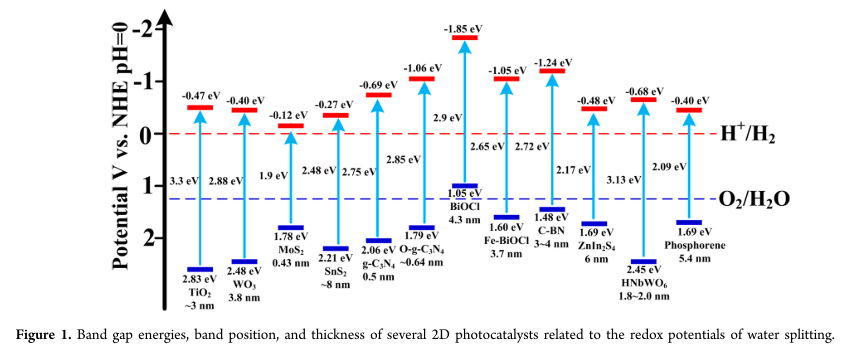 Potential V vs. NHE pH=0
-2
-1
0
1
2
-0.47 eV
3.3 eV
2.83 eV
TiO2
~3 nm
-0.40 eV
2.88 eV
2.48 eV
WO3
3.8 nm
-0.12 eV
1.9 eV
1.78 eV
MoS2
0.43 nm
-0.27 eV
2.48 eV
2.21 eV
SnS2
~8 nm
-0.69 eV
2.75 eV
2.06 eV
g-C3N4
0.5 nm
-1.06 eV
2.85 eV
1.79 eV
O-g-C3N4
~0.64 nm
-1.85 eV
2.9 eV
1.05 eV
BiOCl
4.3 nm
-1.05 eV
2.65 eV
1.60 eV
Fe-BiOCl
3.7 nm
-1.24 eV
2.72 eV
1.48 eV
C-BN
3~4 nm
-0.48 eV
2.17 eV
1.69 eV
ZnIn2S4
6 nm
-0.68 eV
3.13 eV
2.45 eV
HNbWO6
1.8~2.0 nm
-0.40 eV
2.09 eV
1.69 eV
Phosphorene
5.4 nm
H+/H2
O2/H2O
Figure 1. Band gap energies, band position, and thickness of several 2D photocatalysts related to the redox potentials of water splitting.